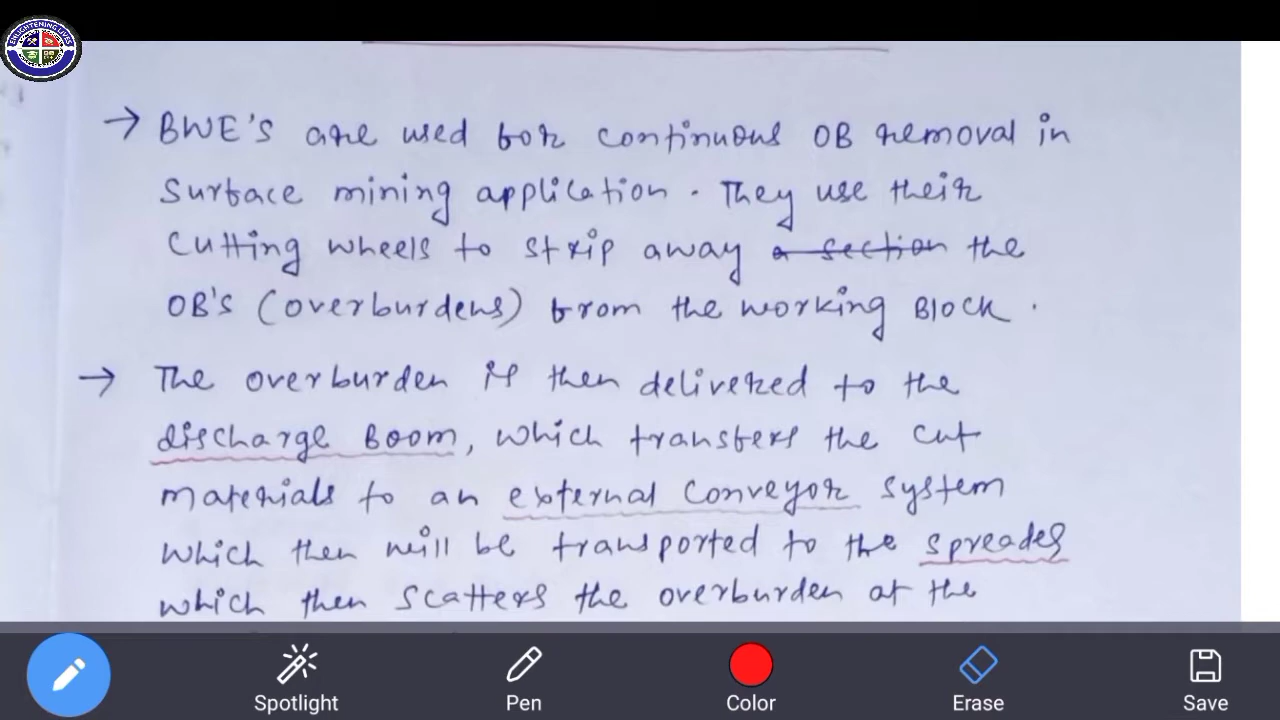 ENLIGHTENING LIVES
→ BWE's are used for continuous OB removal in
Surface mining application. They use their
Cutting wheels to strip away a section the
OB's (overburdens) from the working Block.
→ The overburden is then delivered to the
discharge Boom, which transfers the cut
materials to an external conveyor system
which then will be transported to the spreader
which then scatters the overburden at the
Spotlight Pen Color Erase Save